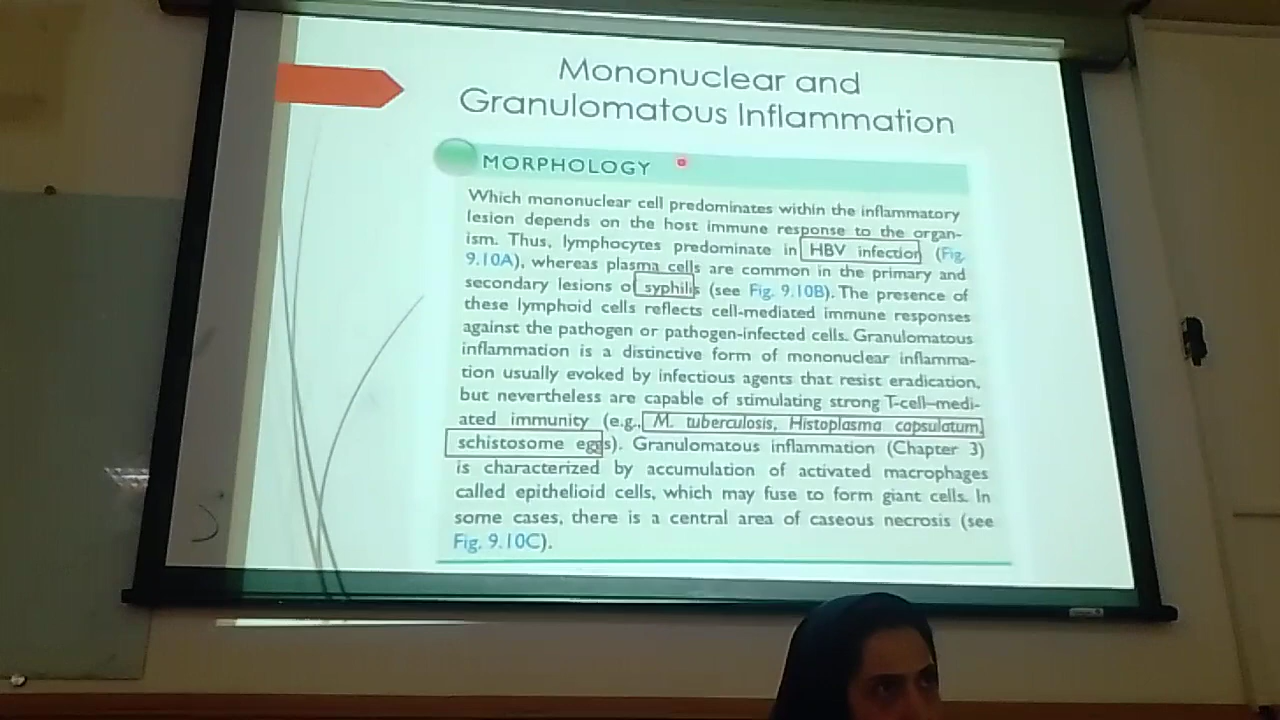 Mononuclear and
Granulomatous Inflammation
MORPHOLOGY
Which mononuclear cell predominates within the inflammatory
lesion depends on the host immune response to the organ-
ism. Thus, lymphocytes predominate in HBV infection (Fig.
9.10A), whereas plasma cells are common in the primary and
secondary lesions of syphilis (see Fig. 9.10B). The presence of
these lymphoid cells reflects cell-mediated immune responses
against the pathogen or pathogen-infected cells. Granulomatous
inflammation is a distinctive form of mononuclear inflamma-
tion usually evoked by infectious agents that resist eradication,
but nevertheless are capable of stimulating strong T-cell–medi-
ated immunity (e.g., M. tuberculosis, Histoplasma capsulatum,
schistosome eggs). Granulomatous inflammation (Chapter 3)
is characterized by accumulation of activated macrophages
called epithelioid cells, which may fuse to form giant cells. In
some cases, there is a central area of caseous necrosis (see
Fig. 9.10C).